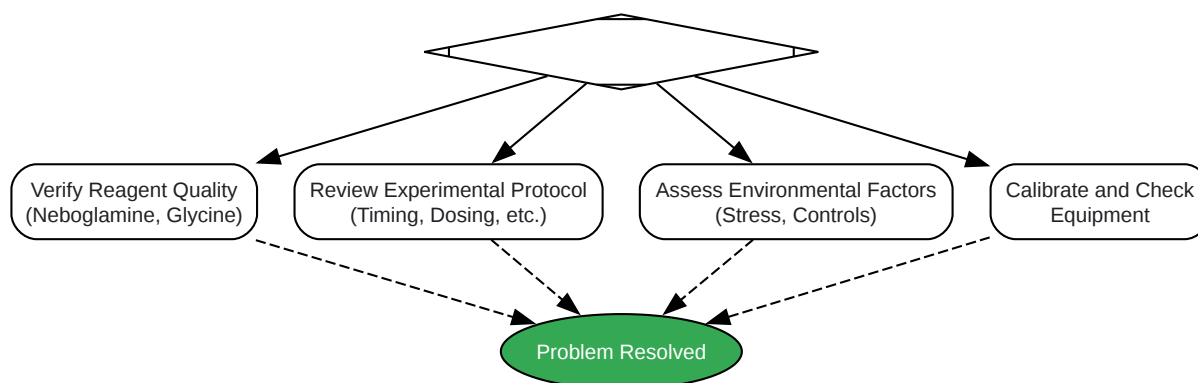 Verify Reagent Quality
(Neboglamine, Glycine)
Review Experimental Protocol
(Timing, Dosing, etc.)
Assess Environmental Factors
(Stress, Controls)
Calibrate and Check
Equipment
Problem Resolved